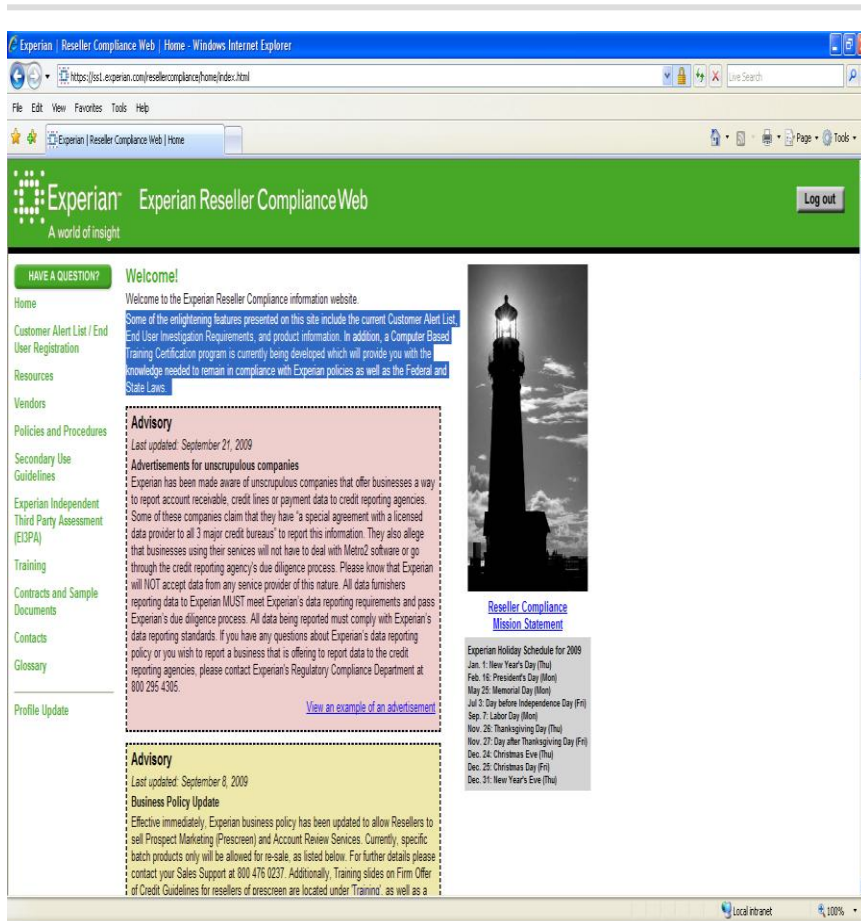 Experian | Reseller Compliance Web | Home - Windows Internet Explorer
https://ss1.experian.com/resellercompliance/home/index.html
Live Search
File Edit View Favorites Tools Help
Experian | Reseller Compliance Web | Home
Page Tools
Experian
A world of insight
Experian Reseller Compliance Web
Log out
HAVE A QUESTION?
Home
Customer Alert List / End
User Registration
Resources
Vendors
Policies and Procedures
Secondary Use
Guidelines
Experian Independent
Third Party Assessment
(EI3PA)
Training
Contracts and Sample
Documents
Contacts
Glossary
Profile Update
Welcome!
Welcome to the Experian Reseller Compliance information website.
Some of the enlightening features presented on this site include the current Customer Alert List,
End User Investigation Requirements, and product information. In addition, a Computer Based
Training Certification program is currently being developed which will provide you with the
knowledge needed to remain in compliance with Experian policies as well as the Federal and
State Laws.
Advisory
Last updated: September 21, 2009
Advertisements for unscrupulous companies
Experian has been made aware of unscrupulous companies that offer businesses a way
to report account receivable, credit lines or payment data to credit reporting agencies.
Some of these companies claim that they have "a special agreement with a licensed
data provider to all 3 major credit bureaus" to report this information. They also allege
that businesses using their services will not have to deal with Metro2 software or go
through the credit reporting agency's due diligence process. Please know that Experian
will NOT accept data from any service provider of this nature. All data furnishers
reporting data to Experian MUST meet Experian's data reporting requirements and pass
Experian's due diligence process. All data being reported must comply with Experian's
data reporting standards. If you have any questions about Experian's data reporting
policy or you wish to report a business that is offering to report data to the credit
reporting agencies, please contact Experian's Regulatory Compliance Department at
800 295 4305.
View an example of an advertisement
Advisory
Last updated: September 8, 2009
Business Policy Update
Effective immediately, Experian business policy has been updated to allow Resellers to
sell Prospect Marketing (Prescreen) and Account Review Services. Currently, specific
batch products only will be allowed for re-sale, as listed below. For further details please
contact your Sales Support at 800 476 0237. Additionally, Training slides on Firm Offer
of Credit Guidelines for resellers of prescreen are located under 'Training', as well as a
Reseller Compliance
Mission Statement
Experian Holiday Schedule for 2009
Jan. 1: New Year's Day (Thu)
Feb. 16: President's Day (Mon)
May 25: Memorial Day (Mon)
Jul 3: Day before Independence Day (Fri)
Sep. 7: Labor Day (Mon)
Nov. 26: Thanksgiving Day (Thu)
Nov. 27: Day after Thanksgiving Day (Fri)
Dec. 24: Christmas Eve (Thu)
Dec. 25: Christmas Day (Fri)
Dec. 31: New Year's Eve (Thu)
Local intranet
100%